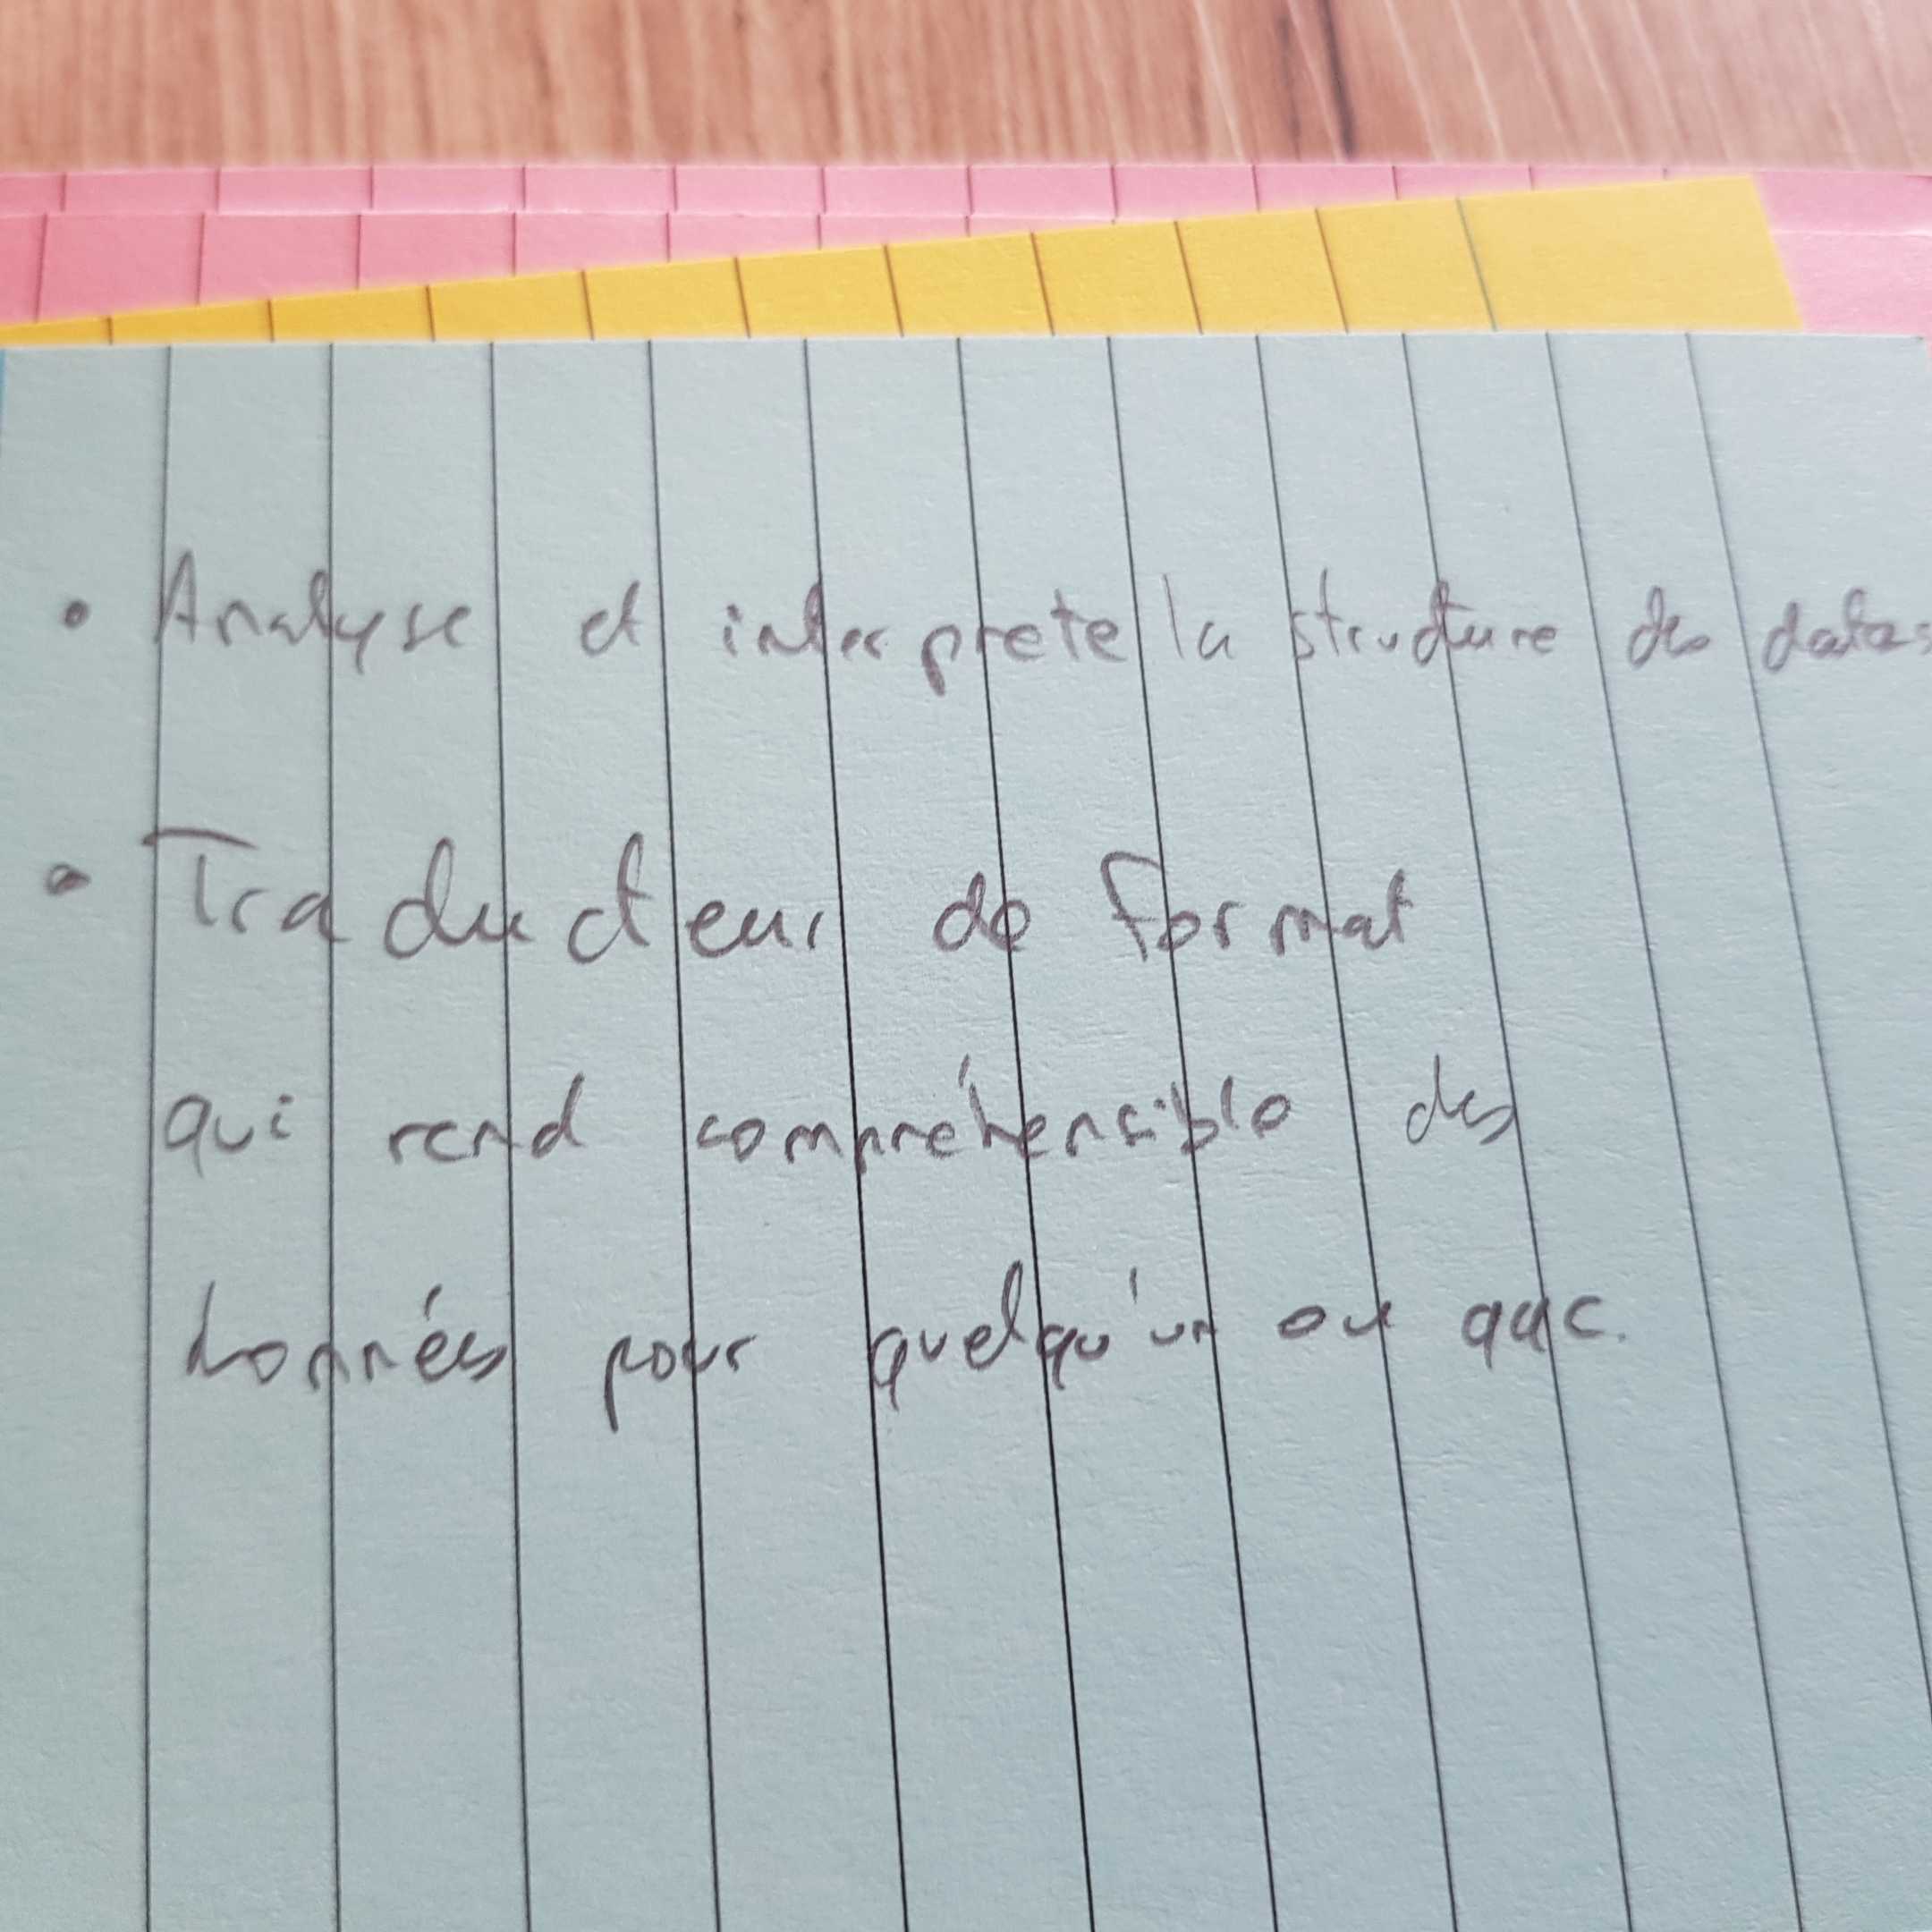 • Analyse et interprete la structure des datas
• Traducteur de format
qui rend compréhensible des
données pour quelqu'un ou qqc.